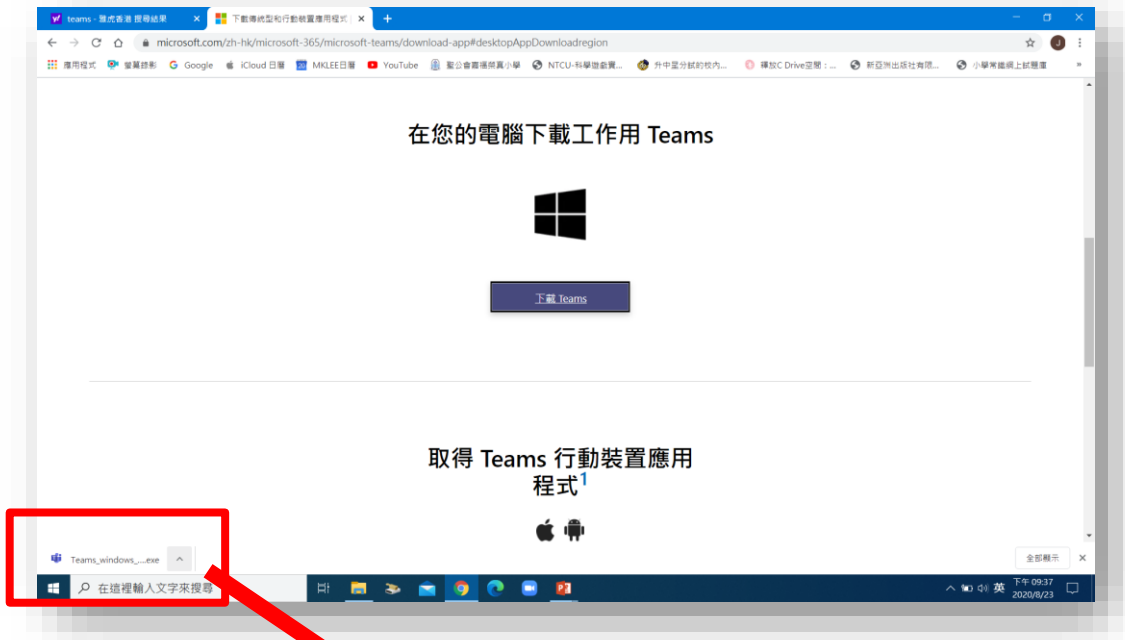 teams - 雅虎香港 搜尋結果
下載傳統型和行動裝置應用程式
microsoft.com/zh-hk/microsoft-365/microsoft-teams/download-app#desktopAppDownloadregion
J
應用程式 螢幕錄影 Google iCloud 日曆 MKLEE日曆 YouTube 聖公會靈福榮真小學 NTCU-科學遊戲實... 升中呈分試的校內... 釋放C Drive空間：... 新亞洲出版社有限... 小學常識網上試題庫 »
在您的電腦下載工作用 Teams
下載 Teams
取得 Teams 行動裝置應用
程式1
Teams_windows_....exe
全部顯示
在這裡輸入文字來搜尋
英
下午 09:37
2020/8/23